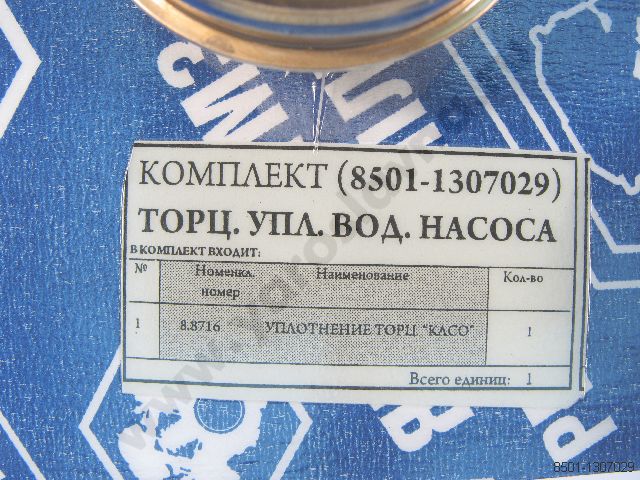 КОМПЛЕКТ (8501-1307029)
ТОРЦ. УПЛ. ВОД. НАСОСА
В КОМПЛЕКТ ВХОДИТ:
№ Номенкл. номер Наименование Кол-во
1 8.8716 УПЛОТНЕНИЕ ТОРЦ "КАСО" 1
Всего единиц: 1
8501-1307029